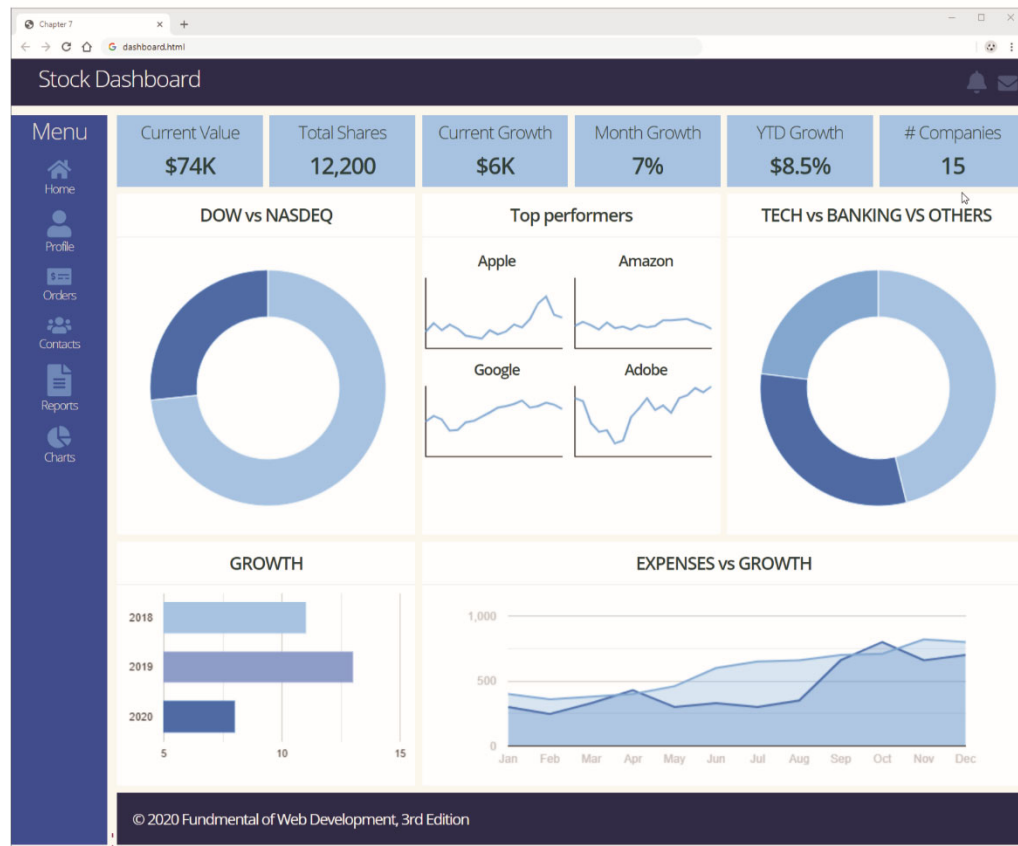 Chapter 7
dashboard.html
Stock Dashboard
Menu
Home
Profile
Orders
Contacts
Reports
Charts
Current Value
$74K
Total Shares
12,200
Current Growth
$6K
Month Growth
7%
YTD Growth
$8.5%
# Companies
15
DOW vs NASDEQ
Top performers
Apple
Amazon
Google
Adobe
TECH vs BANKING VS OTHERS
GROWTH
2018
2019
2020
5 10 15
EXPENSES vs GROWTH
1,000
500
0
Jan Feb Mar Apr May Jun Jul Aug Sep Oct Nov Dec
© 2020 Fundmental of Web Development, 3rd Edition